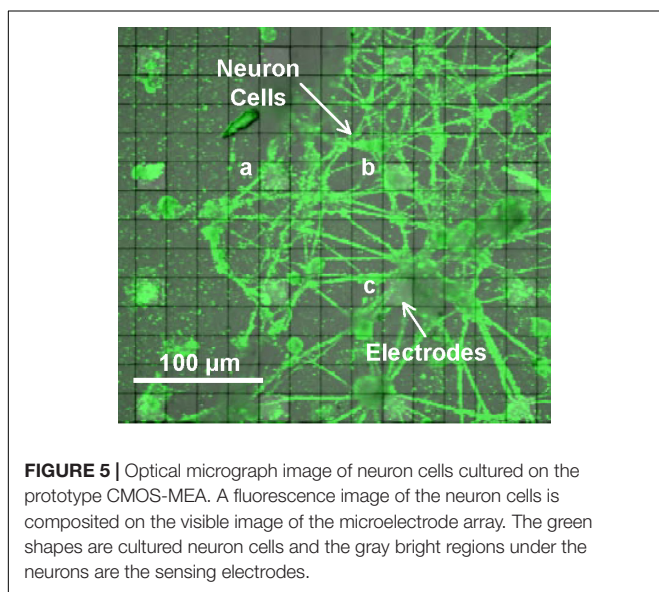 Neuron
Cells
a
b
c
Electrodes
100 µm
FIGURE 5 | Optical micrograph image of neuron cells cultured on the
prototype CMOS-MEA. A fluorescence image of the neuron cells is
composited on the visible image of the microelectrode array. The green
shapes are cultured neuron cells and the gray bright regions under the
neurons are the sensing electrodes.